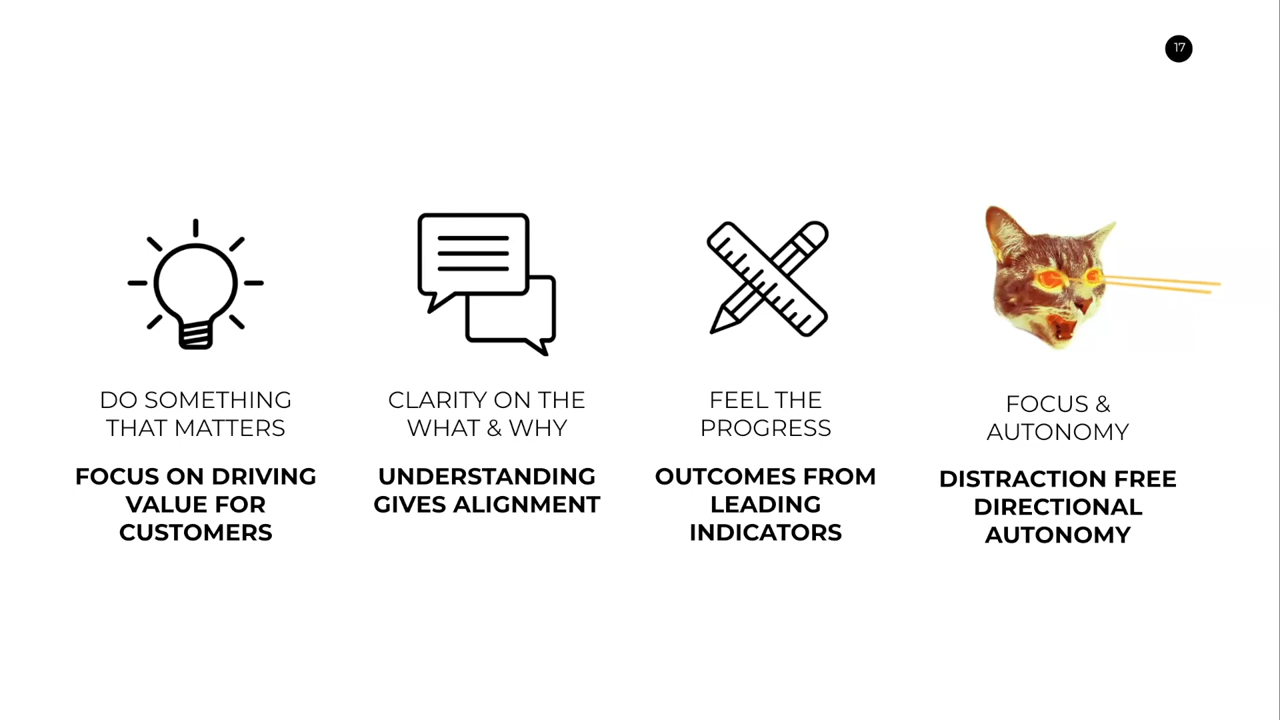 17
DO SOMETHING
THAT MATTERS
FOCUS ON DRIVING
VALUE FOR
CUSTOMERS
CLARITY ON THE
WHAT & WHY
UNDERSTANDING
GIVES ALIGNMENT
FEEL THE
PROGRESS
OUTCOMES FROM
LEADING
INDICATORS
FOCUS &
AUTONOMY
DISTRACTION FREE
DIRECTIONAL
AUTONOMY